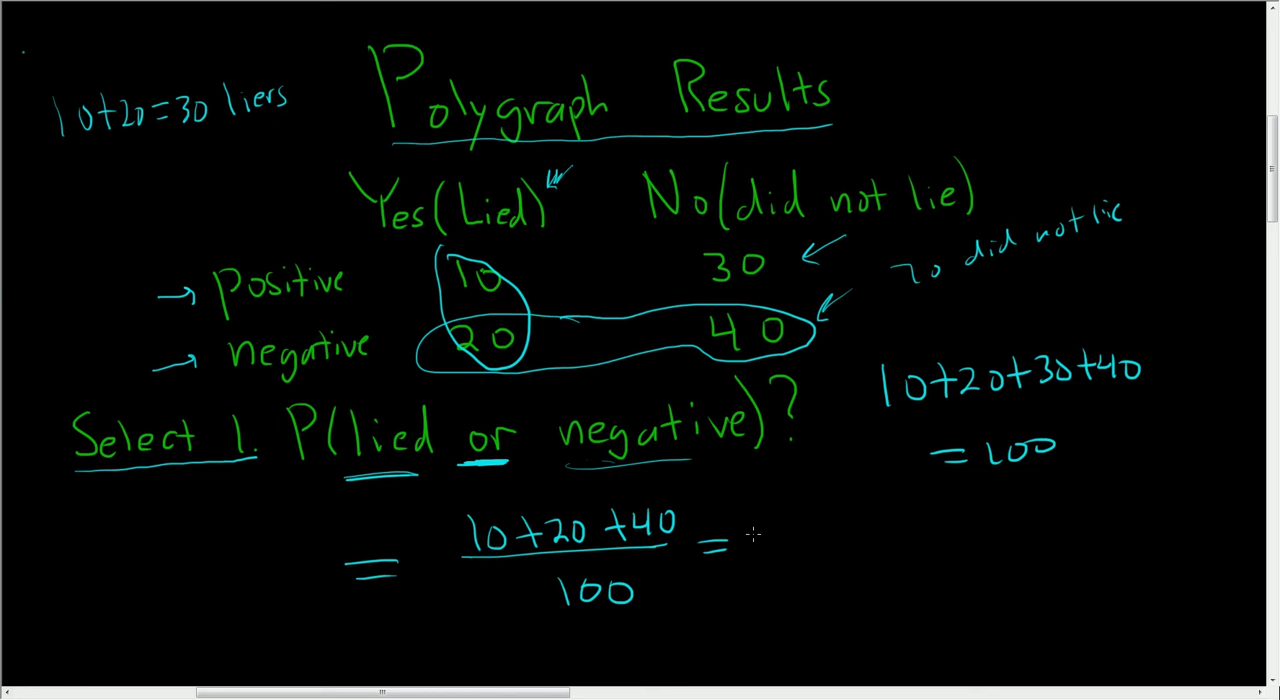 Polygraph Results
10+20=30 liers
Yes(Lied) No(did not lie)
→ positive 10 30
70 did not lie
→ negative 20 40
10+20+30+40
= 100
Select 1. P(lied or negative)?
= 10+20+40 =
100